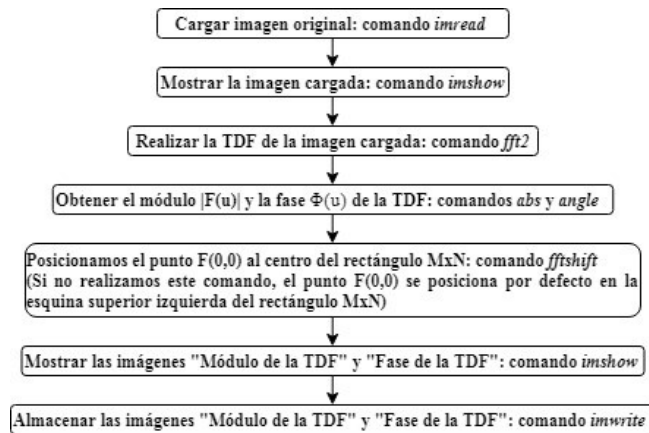 Cargar imagen original: comando imread
Mostrar la imagen cargada: comando imshow
Realizar la TDF de la imagen cargada: comando fft2
Obtener el módulo |F(u)| y la fase Φ(u) de la TDF: comandos abs y angle
Posicionamos el punto F(0,0) al centro del rectángulo MxN: comando fftshift
(Si no realizamos este comando, el punto F(0,0) se posiciona por defecto en la
esquina superior izquierda del rectángulo MxN)
Mostrar las imágenes "Módulo de la TDF" y "Fase de la TDF": comando imshow
Almacenar las imágenes "Módulo de la TDF" y "Fase de la TDF": comando imwrite